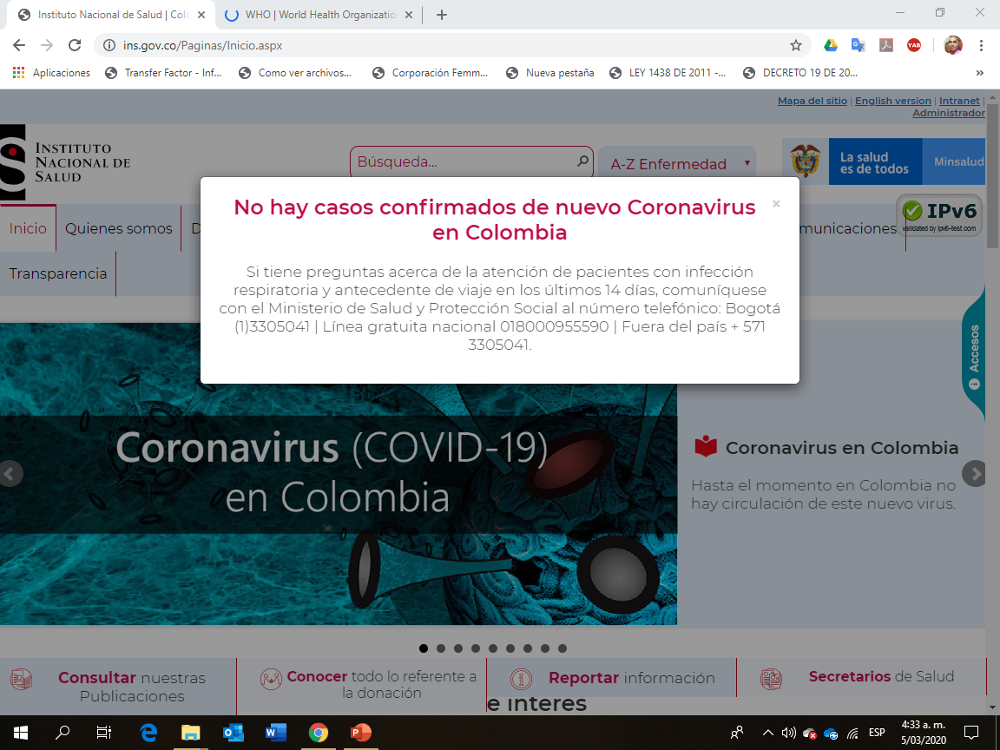 Instituto Nacional de Salud | Colo
WHO | World Health Organizatio
ins.gov.co/Paginas/Inicio.aspx
YAB
Aplicaciones
Transfer Factor - Inf...
Como ver archivos...
Corporación Femm...
Nueva pestaña
LEY 1438 DE 2011 -...
DECRETO 19 DE 20...
»
Mapa del sitio | English version | Intranet |
Administrador
INSTITUTO
NACIONAL DE
SALUD
Búsqueda...
A-Z Enfermedad
La salud
es de todos
Minsalud
No hay casos confirmados de nuevo Coronavirus
en Colombia
×
Si tiene preguntas acerca de la atención de pacientes con infección
respiratoria y antecedente de viaje en los últimos 14 días, comuníquese
con el Ministerio de Salud y Protección Social al número telefónico: Bogotá
(1)3305041 | Línea gratuita nacional 018000955590 | Fuera del país + 571
3305041.
Inicio
Quienes somos
D
municaciones
IPv6
validated by ipv6-test.com
Transparencia
Accesos
Coronavirus (COVID-19)
en Colombia
Coronavirus en Colombia
Hasta el momento en Colombia no
hay circulación de este nuevo virus.
Consultar nuestras
Publicaciones
Conocer todo lo referente a
la donación
Reportar información
Secretarios de Salud
e interes
ESP
4:33 a. m.
5/03/2020